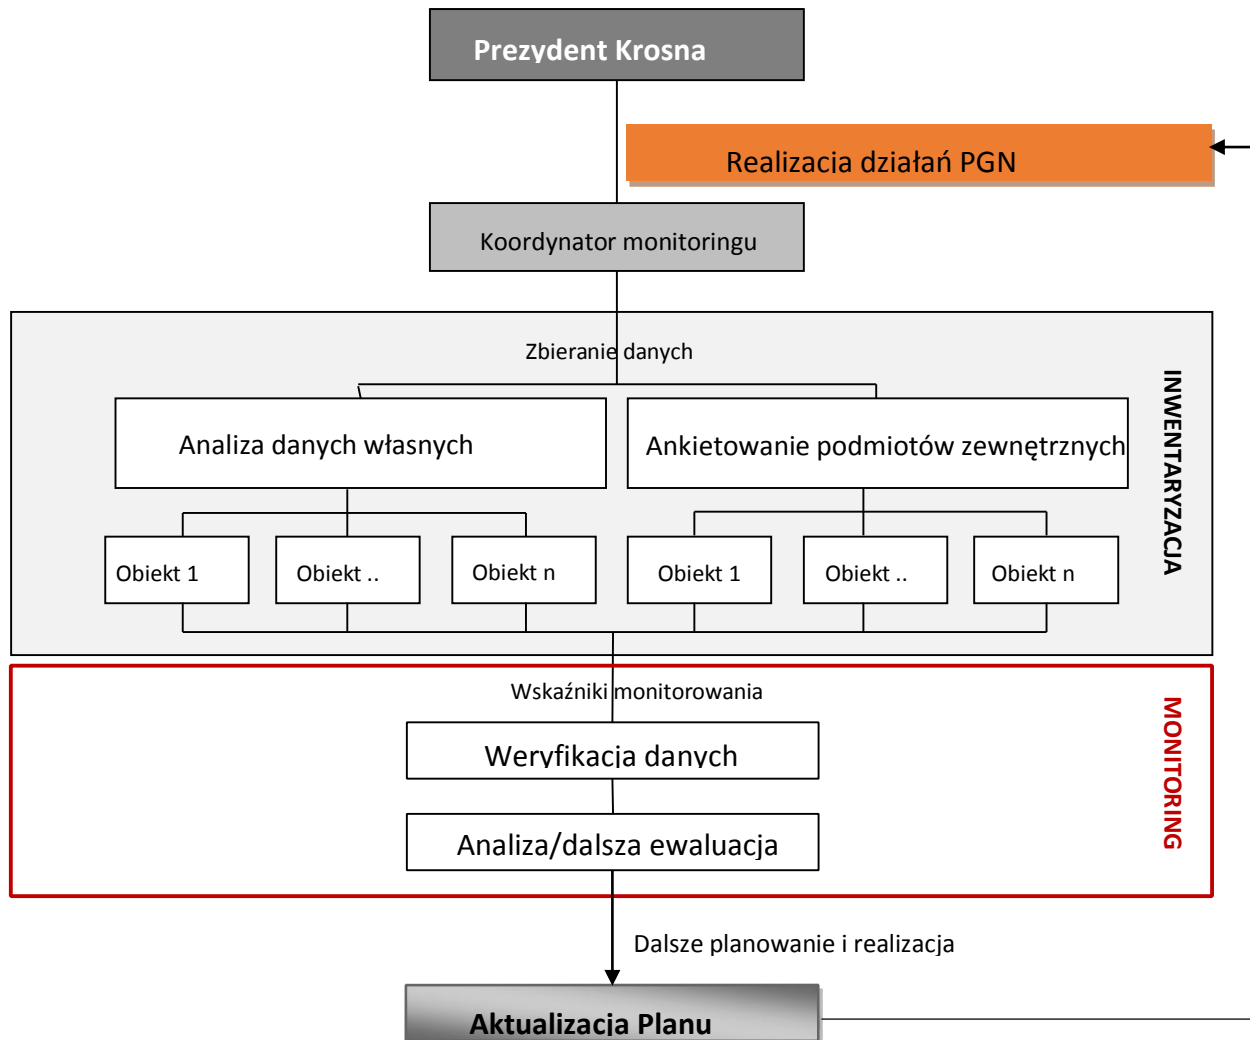 Prezydent Krosna
Realizacja działań PGN
Koordynator monitoringu
Zbieranie danych
INWENTARYZACJA
Analiza danych własnych
Ankietowanie podmiotów zewnętrznych
Obiekt 1
Obiekt ..
Obiekt n
Obiekt 1
Obiekt ..
Obiekt n
Wskaźniki monitorowania
MONITORING
Weryfikacja danych
Analiza/dalsza ewaluacja
Dalsze planowanie i realizacja
Aktualizacja Planu